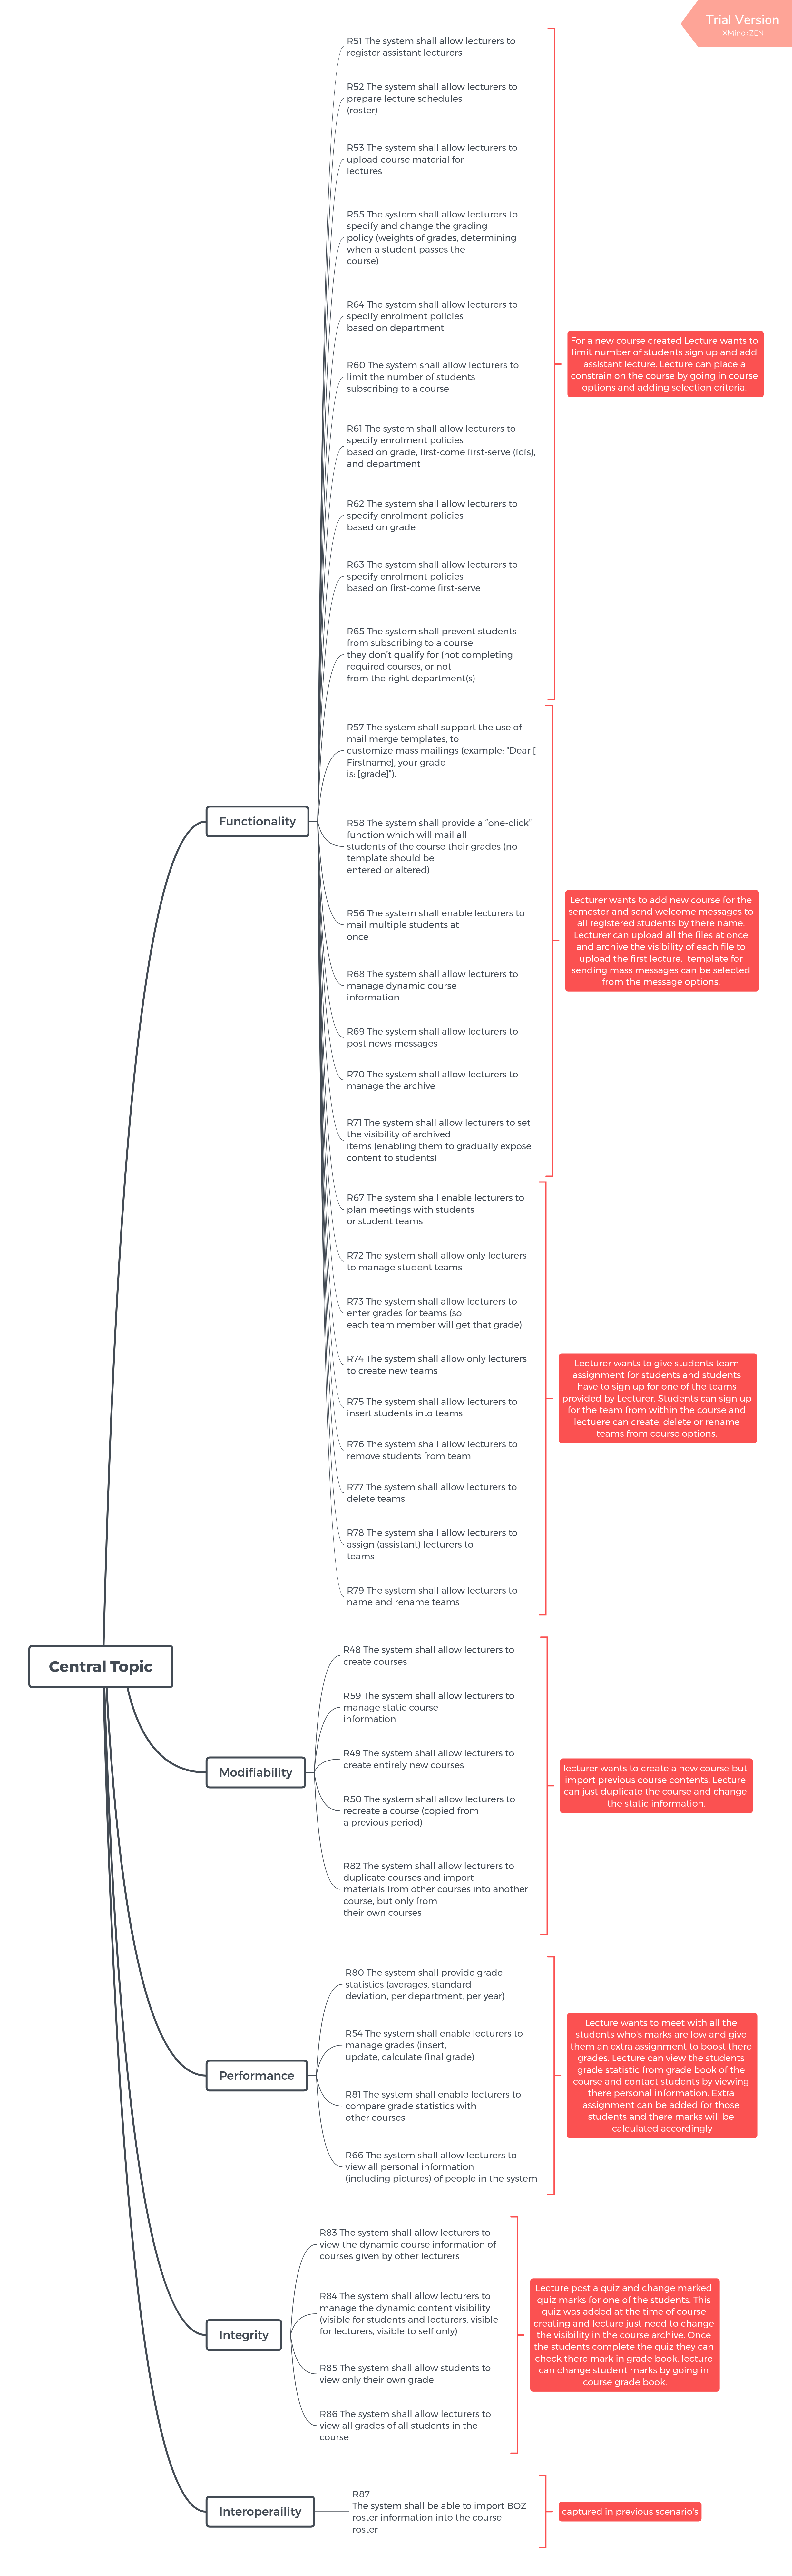 Trial Version
XMind:ZEN
R51 The system shall allow lecturers to
register assistant lecturers
R52 The system shall allow lecturers to
prepare lecture schedules
(roster)
R53 The system shall allow lecturers to
upload course material for
lectures
R55 The system shall allow lecturers to
specify and change the grading
policy (weights of grades, determining
when a student passes the
course)
R64 The system shall allow lecturers to
specify enrolment policies
based on department
R60 The system shall allow lecturers to
limit the number of students
subscribing to a course
R61 The system shall allow lecturers to
specify enrolment policies
based on grade, first-come first-serve (fcfs),
and department
R62 The system shall allow lecturers to
specify enrolment policies
based on grade
R63 The system shall allow lecturers to
specify enrolment policies
based on first-come first-serve
R65 The system shall prevent students
from subscribing to a course
they don't qualify for (not completing
required courses, or not
from the right department(s)
For a new course created Lecture wants to
limit number of students sign up and add
assistant lecture. Lecture can place a
constrain on the course by going in course
options and adding selection criteria.
Functionality
R57 The system shall support the use of
mail merge templates, to
customize mass mailings (example: "Dear [
Firstname], your grade
is: [grade]").
R58 The system shall provide a "one-click"
function which will mail all
students of the course their grades (no
template should be
entered or altered)
R56 The system shall enable lecturers to
mail multiple students at
once
R68 The system shall allow lecturers to
manage dynamic course
information
R69 The system shall allow lecturers to
post news messages
R70 The system shall allow lecturers to
manage the archive
R71 The system shall allow lecturers to set
the visibility of archived
items (enabling them to gradually expose
content to students)
Lecturer wants to add new course for the
semester and send welcome messages to
all registered students by there name.
Lecturer can upload all the files at once
and archive the visibility of each file to
upload the first lecture.  template for
sending mass messages can be selected
from the message options.
R67 The system shall enable lecturers to
plan meetings with students
or student teams
R72 The system shall allow only lecturers
to manage student teams
R73 The system shall allow lecturers to
enter grades for teams (so
each team member will get that grade)
R74 The system shall allow only lecturers
to create new teams
R75 The system shall allow lecturers to
insert students into teams
R76 The system shall allow lecturers to
remove students from team
R77 The system shall allow lecturers to
delete teams
R78 The system shall allow lecturers to
assign (assistant) lecturers to
teams
R79 The system shall allow lecturers to
name and rename teams
Lecturer wants to give students team
assignment for students and students
have to sign up for one of the teams
provided by Lecturer. Students can sign up
for the team from within the course and
lectuere can create, delete or rename
teams from course options.
Central Topic
Modifiability
R48 The system shall allow lecturers to
create courses
R59 The system shall allow lecturers to
manage static course
information
R49 The system shall allow lecturers to
create entirely new courses
R50 The system shall allow lecturers to
recreate a course (copied from
a previous period)
R82 The system shall allow lecturers to
duplicate courses and import
materials from other courses into another
course, but only from
their own courses
lecturer wants to create a new course but
import previous course contents. Lecture
can just duplicate the course and change
the static information.
Performance
R80 The system shall provide grade
statistics (averages, standard
deviation, per department, per year)
R54 The system shall enable lecturers to
manage grades (insert,
update, calculate final grade)
R81 The system shall enable lecturers to
compare grade statistics with
other courses
R66 The system shall allow lecturers to
view all personal information
(including pictures) of people in the system
Lecture wants to meet with all the
students who's marks are low and give
them an extra assignment to boost there
grades. Lecture can view the students
grade statistic from grade book of the
course and contact students by viewing
there personal information. Extra
assignment can be added for those
students and there marks will be
calculated accordingly
Integrity
R83 The system shall allow lecturers to
view the dynamic course information of
courses given by other lecturers
R84 The system shall allow lecturers to
manage the dynamic content visibility
(visible for students and lecturers, visible
for lecturers, visible to self only)
R85 The system shall allow students to
view only their own grade
R86 The system shall allow lecturers to
view all grades of all students in the
course
Lecture post a quiz and change marked
quiz marks for one of the students. This
quiz was added at the time of course
creating and lecture just need to change
the visibility in the course archive. Once
the students complete the quiz they can
check there mark in grade book. lecture
can change student marks by going in
course grade book.
Interoperaility
R87
The system shall be able to import BOZ
roster information into the course
roster
captured in previous scenario's